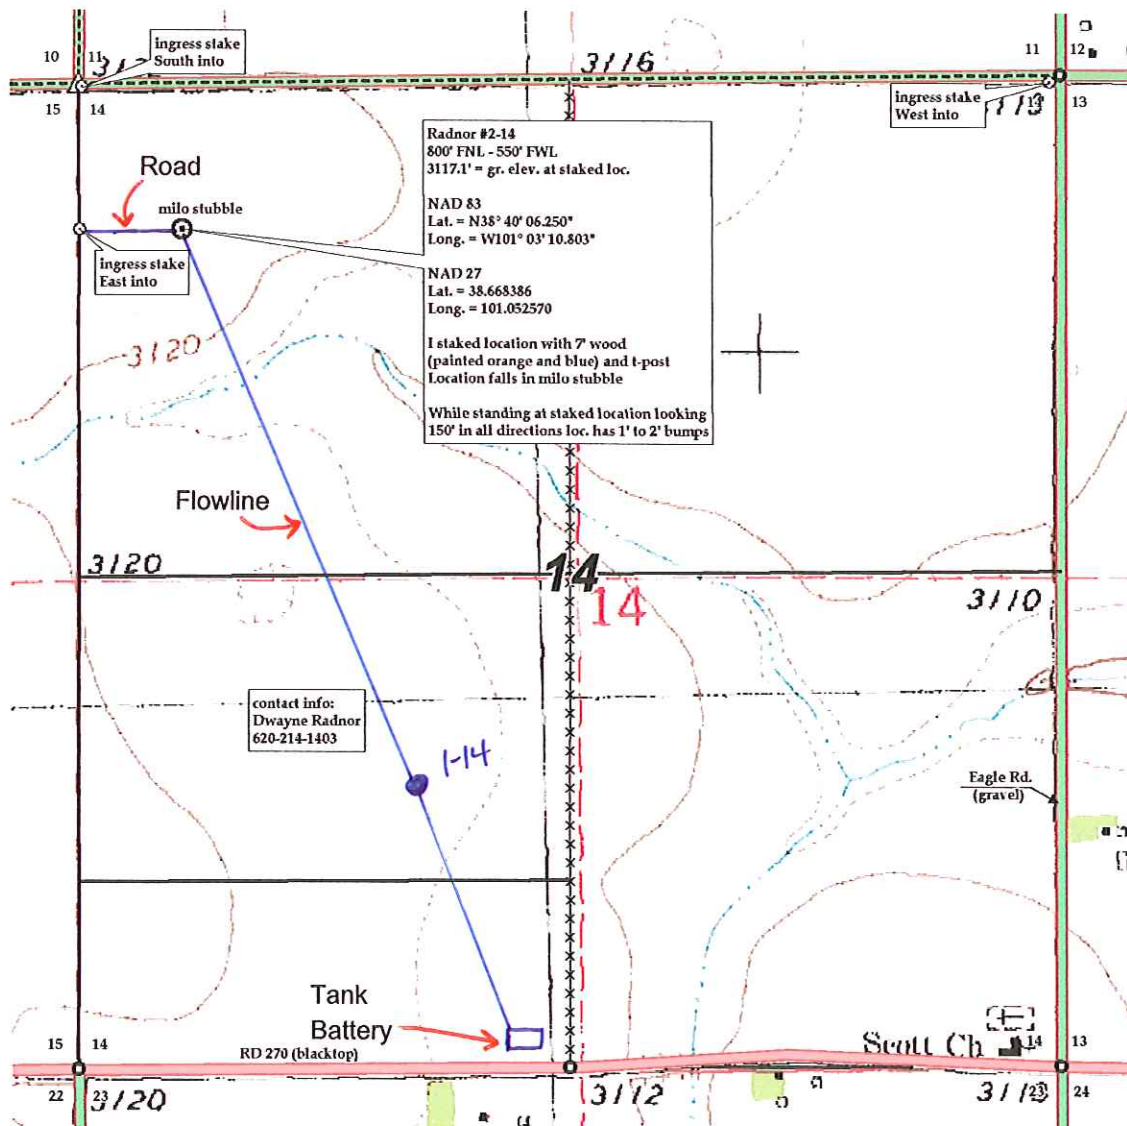 10
11
3116
11
12
ingress stake
South into
15
14
ingress stake
West into
13
Radnor #2-14
800' FNL - 550' FWL
3117.1' = gr. elev. at staked loc.
NAD 83
Lat. = N38° 40' 06.250"
Long. = W101° 03' 10.803"
NAD 27
Lat. = 38.668386
Long. = 101.052570
I staked location with 7' wood
(painted orange and blue) and t-post
Location falls in milo stubble
While standing at staked location looking
150' in all directions loc. has 1' to 2' bumps
Road
milo stubble
ingress stake
East into
3120
Flowline
3120
14
14
3110
contact info:
Dwayne Radnor
620-214-1403
1-14
Eagle Rd.
(gravel)
Tank
Battery
15
14
RD 270 (blacktop)
Scott Ch
14
13
22
23
3120
3112
23
24